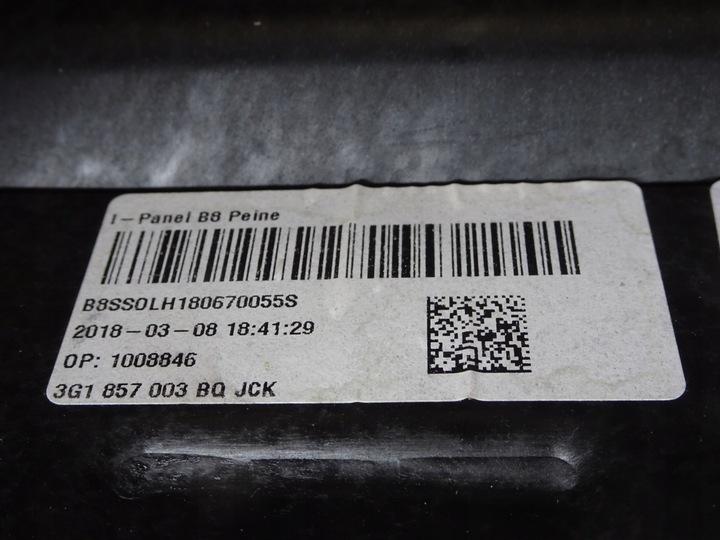 I-Panel B8 Peine
B8SSOLH180670055S
2018-03-08 18:41:29
OP: 1008846
3G1 857 003 BQ JCK